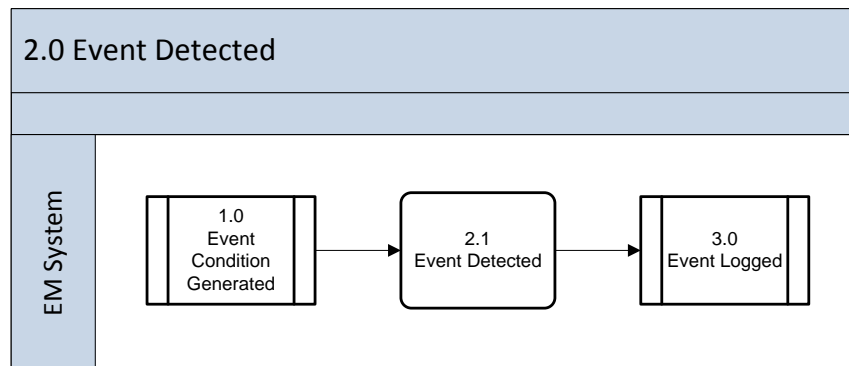 2.0 Event Detected
EM System
1.0
Event
Condition
Generated
2.1
Event Detected
3.0
Event Logged